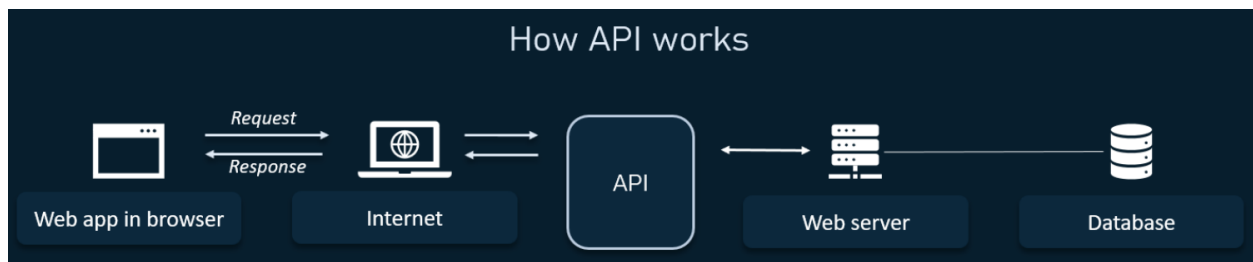 How API works
Request
Response
API
Web app in browser
Internet
Web server
Database